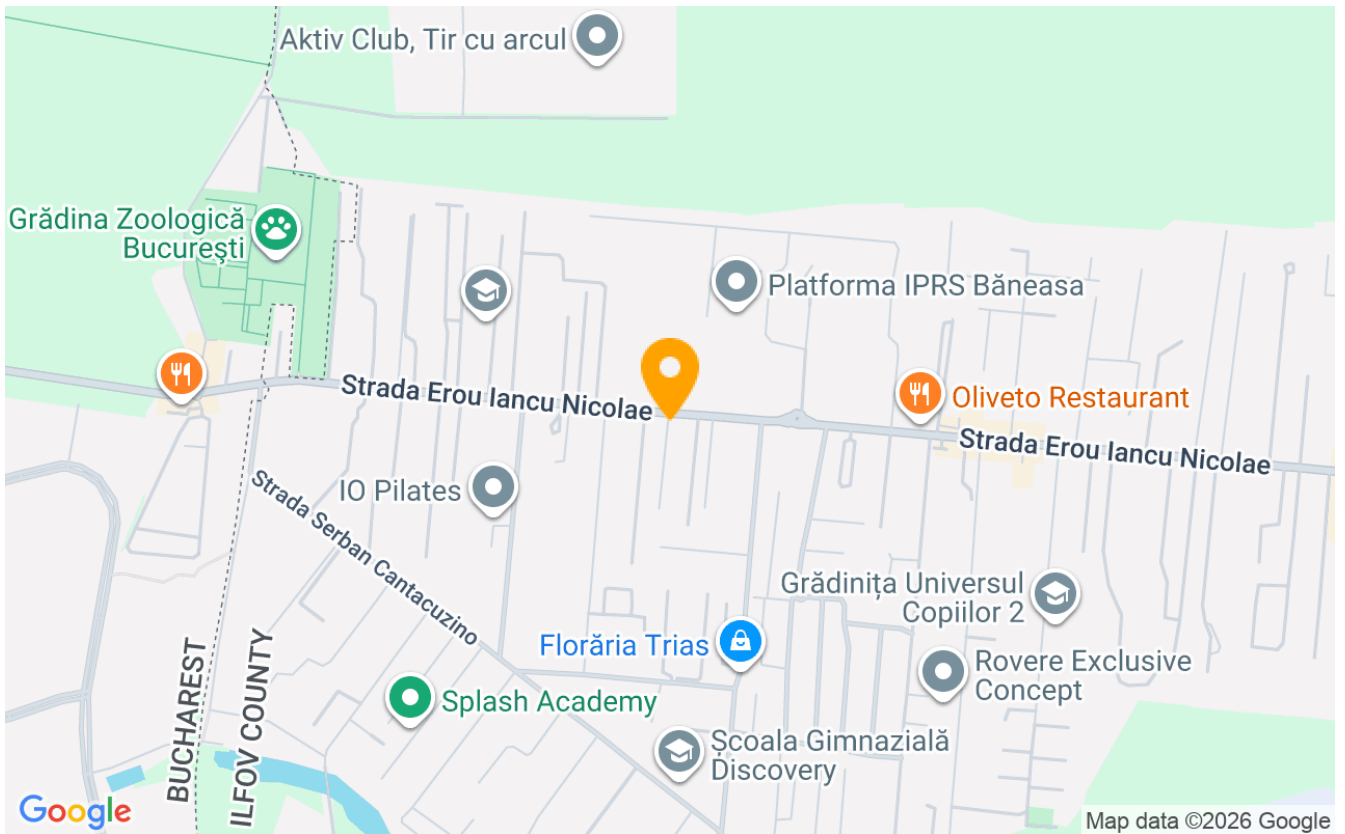 Aktiv Club, Tir cu arcul
Grădina Zoologică
București
Platforma IPRS Băneasa
Strada Erou Iancu Nicolae
Oliveto Restaurant
Strada Erou Iancu Nicolae
IO Pilates
Strada Serban Cantacuzino
Grădinița Universul
Copiilor 2
Florăria Trias
Rovere Exclusive
Concept
Splash Academy
BUCHAREST
ILFOV COUNTY
Școala Gimnazială
Discovery
Google
Map data ©2026 Google